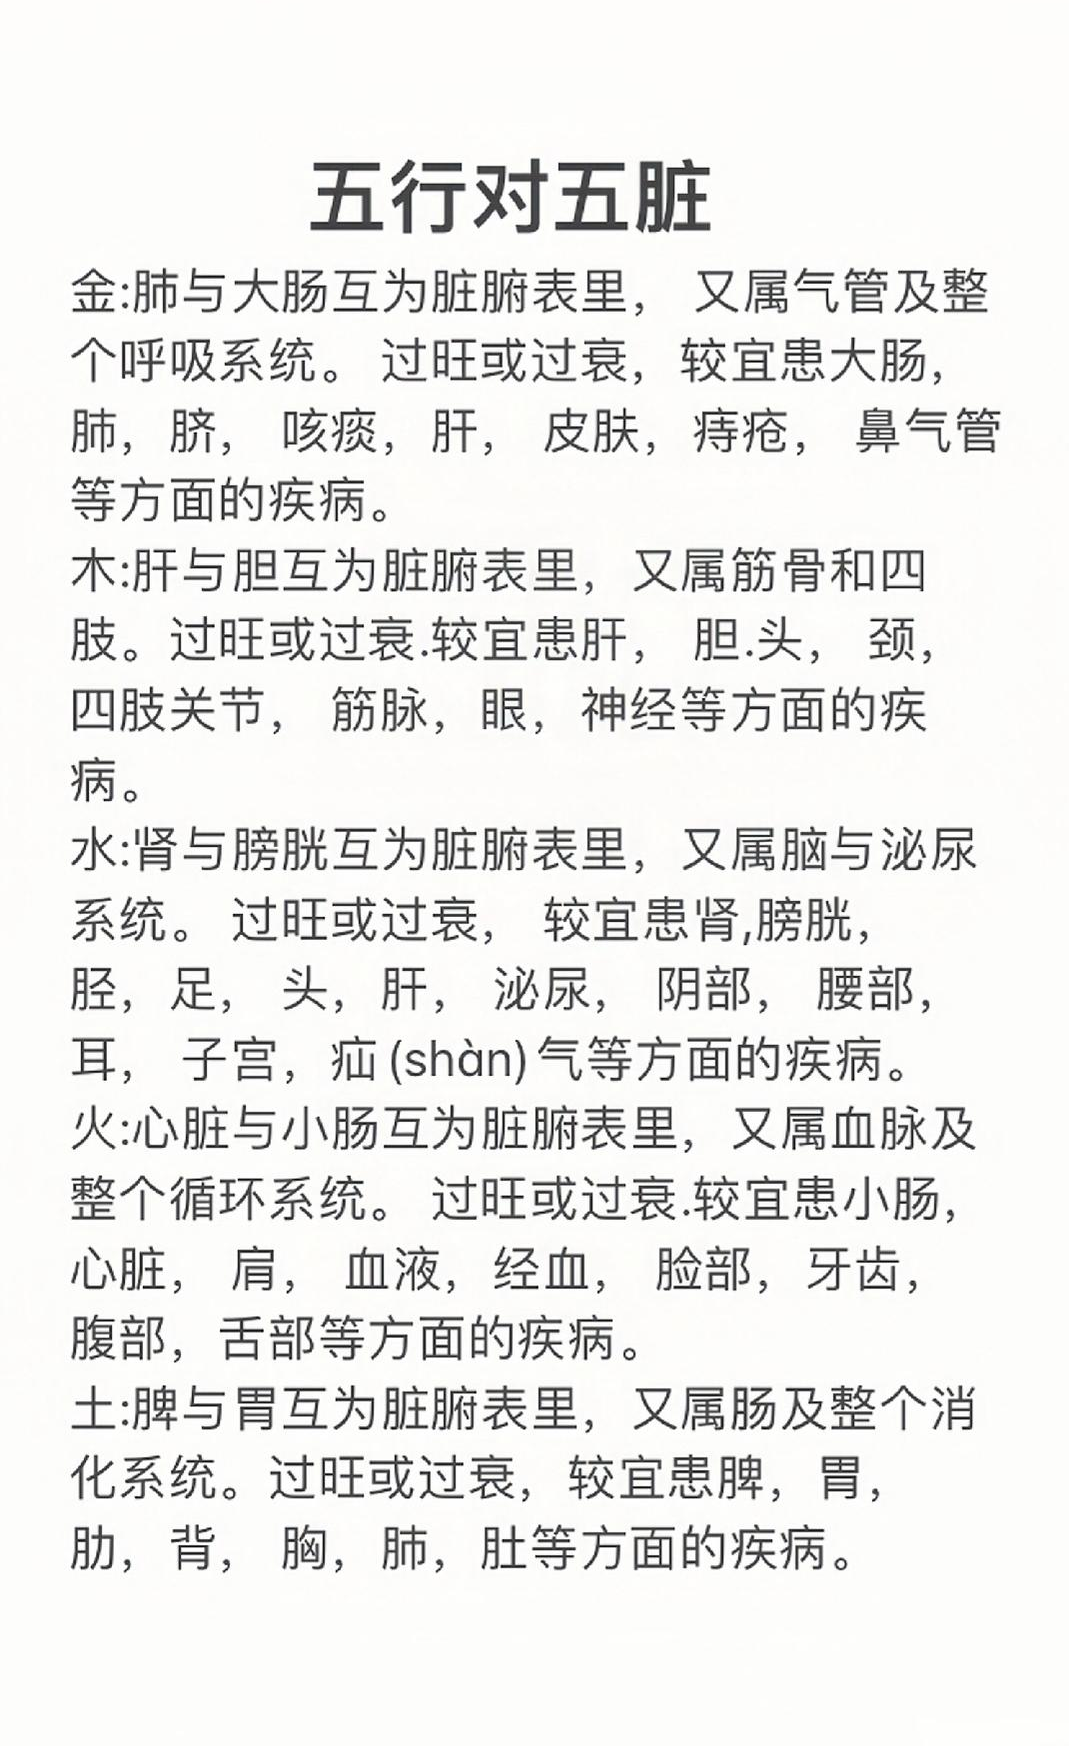 五行对五脏
金:肺与大肠互为脏腑表里， 又属气管及整
个呼吸系统。 过旺或过衰，较宜患大肠，
肺，脐， 咳痰，肝， 皮肤，痔疮， 鼻气管
等方面的疾病。
木:肝与胆互为脏腑表里，又属筋骨和四
肢。过旺或过衰.较宜患肝， 胆.头， 颈，
四肢关节， 筋脉，眼，神经等方面的疾
病。
水:肾与膀胱互为脏腑表里，又属脑与泌尿
系统。 过旺或过衰， 较宜患肾,膀胱，
胫，足， 头，肝， 泌尿， 阴部， 腰部，
耳， 子宫，疝(shàn)气等方面的疾病。
火:心脏与小肠互为脏腑表里，又属血脉及
整个循环系统。 过旺或过衰.较宜患小肠，
心脏， 肩， 血液，经血， 脸部，牙齿，
腹部，舌部等方面的疾病。
土:脾与胃互为脏腑表里，又属肠及整个消
化系统。过旺或过衰，较宜患脾，胃，
肋，背， 胸，肺，肚等方面的疾病。